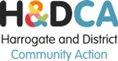 H&DCA
Harrogate and District
Community Action